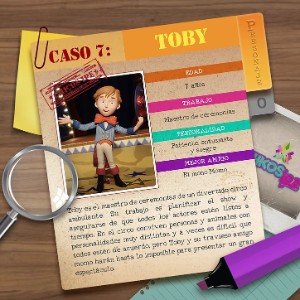 CASO 7:
TOBY
EDAD
7 años
TRABAJO
Maestro de ceremonias
PERSONALIDAD
Paciente, entusiasta
y alegre
MEJOR AMIGO
El mono Momo
Toby es el maestro de ceremonias de un divertido circo
ambulante. Su trabajo es planificar el show y
asegurarse de que todos los actores estén listos a
tiempo. En el circo conviven personas y animales con
personalidades muy distintas y a veces es difícil que
todos estén de acuerdo, pero Toby y su travieso amigo
momo harán hasta lo imposible para presentar un gran
espectáculo.